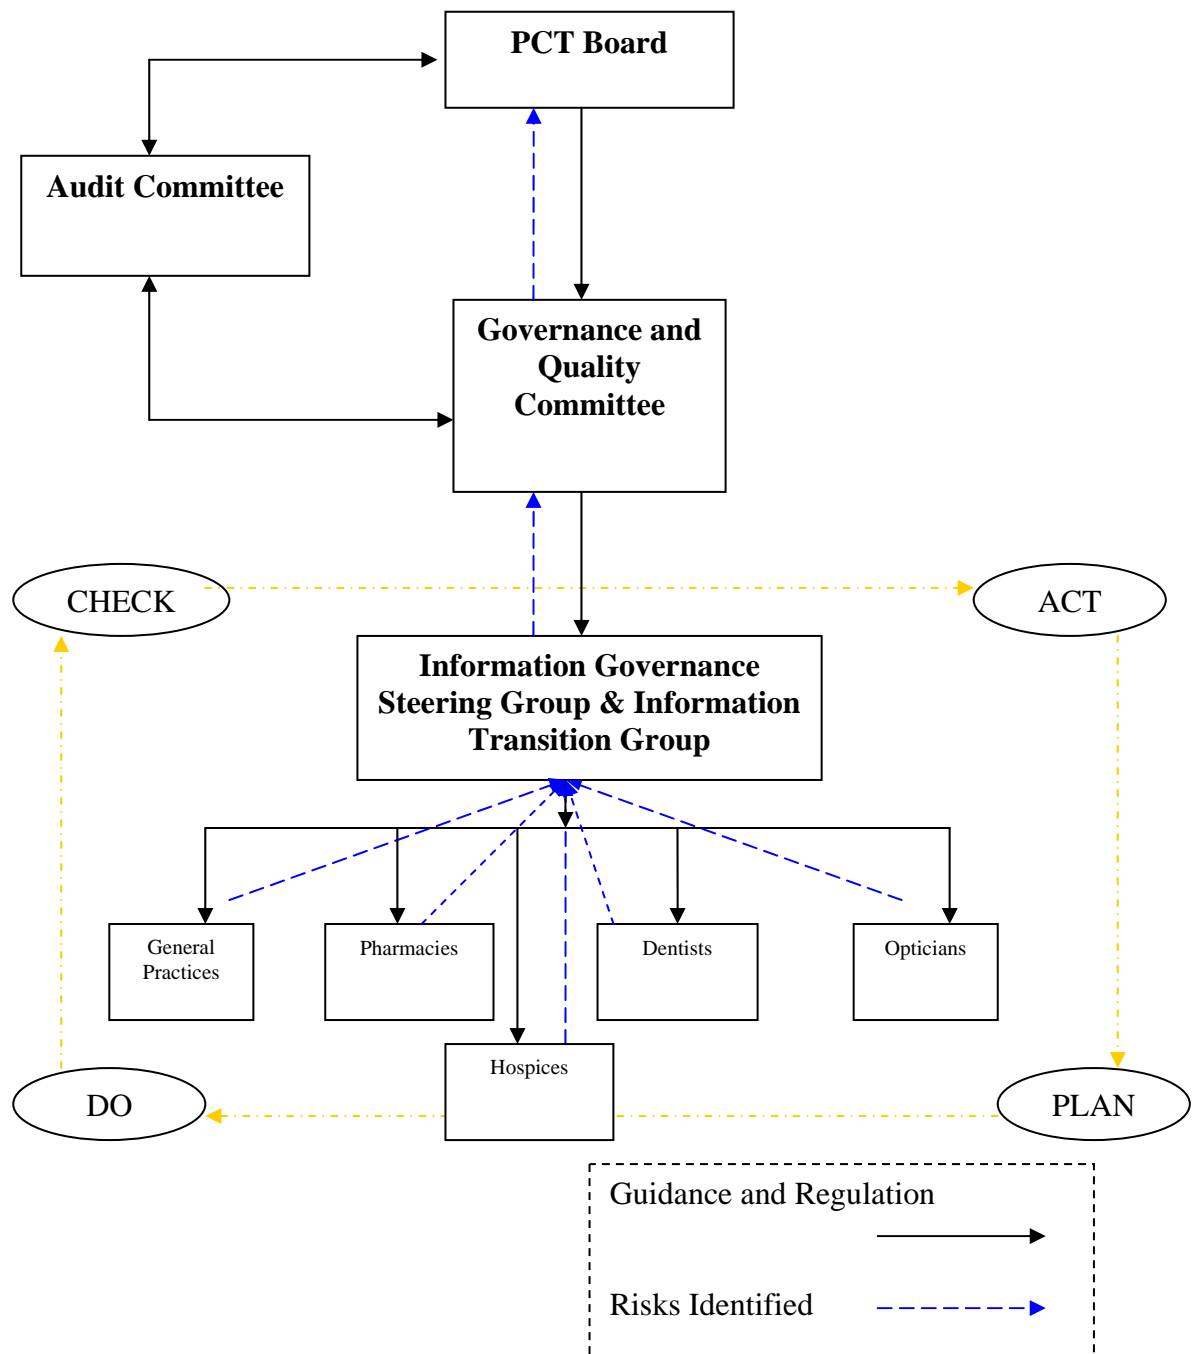 PCT Board
Audit Committee
Governance and
Quality
Committee
CHECK
ACT
Information Governance
Steering Group & Information
Transition Group
General
Practices
Pharmacies
Dentists
Opticians
Hospices
DO
PLAN
Guidance and Regulation
Risks Identified